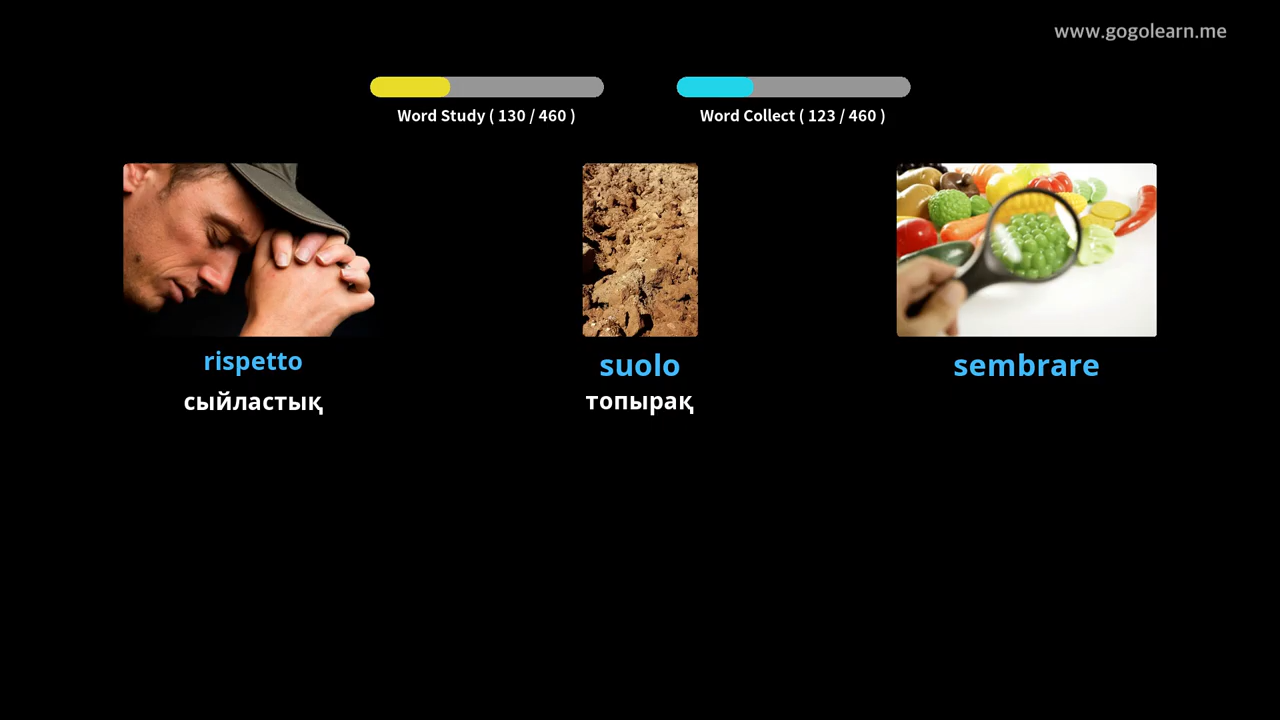 www.gogolearn.me
Word Study ( 130 / 460 )
Word Collect ( 123 / 460 )
rispetto
сыйластық
suolo
топырақ
sembrare